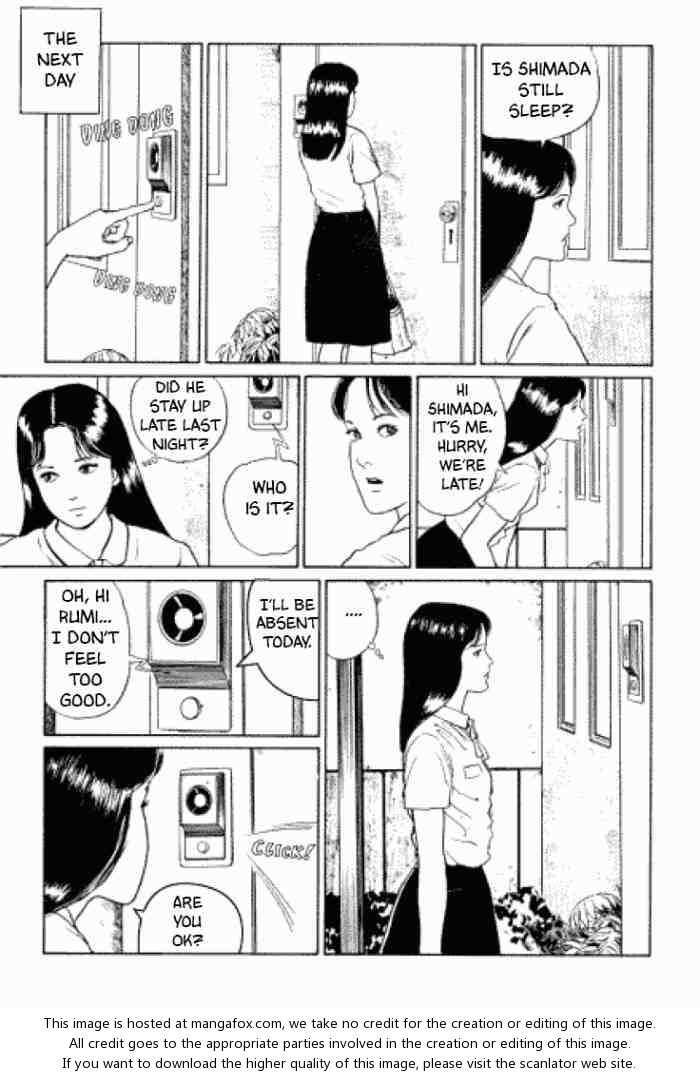 THE
NEXT
DAY
DING DONG
DING DONG
IS SHIMADA
STILL
SLEEP?
DID HE
STAY UP
LATE LAST
NIGHT?
WHO
IS IT?
HI
SHIMADA,
IT'S ME.
HURRY,
WE'RE
LATE!
OH, HI
RUMI...
I DON'T
FEEL
TOO
GOOD.
I'LL BE
ABSENT
TODAY.
ARE
YOU
OK?
CLICK!
....
This image is hosted at mangafox.com, we take no credit for the creation or editing of this image.
All credit goes to the appropriate parties involved in the creation or editing of this image.
If you want to download the higher quality of this image, please visit the scanlator web site.